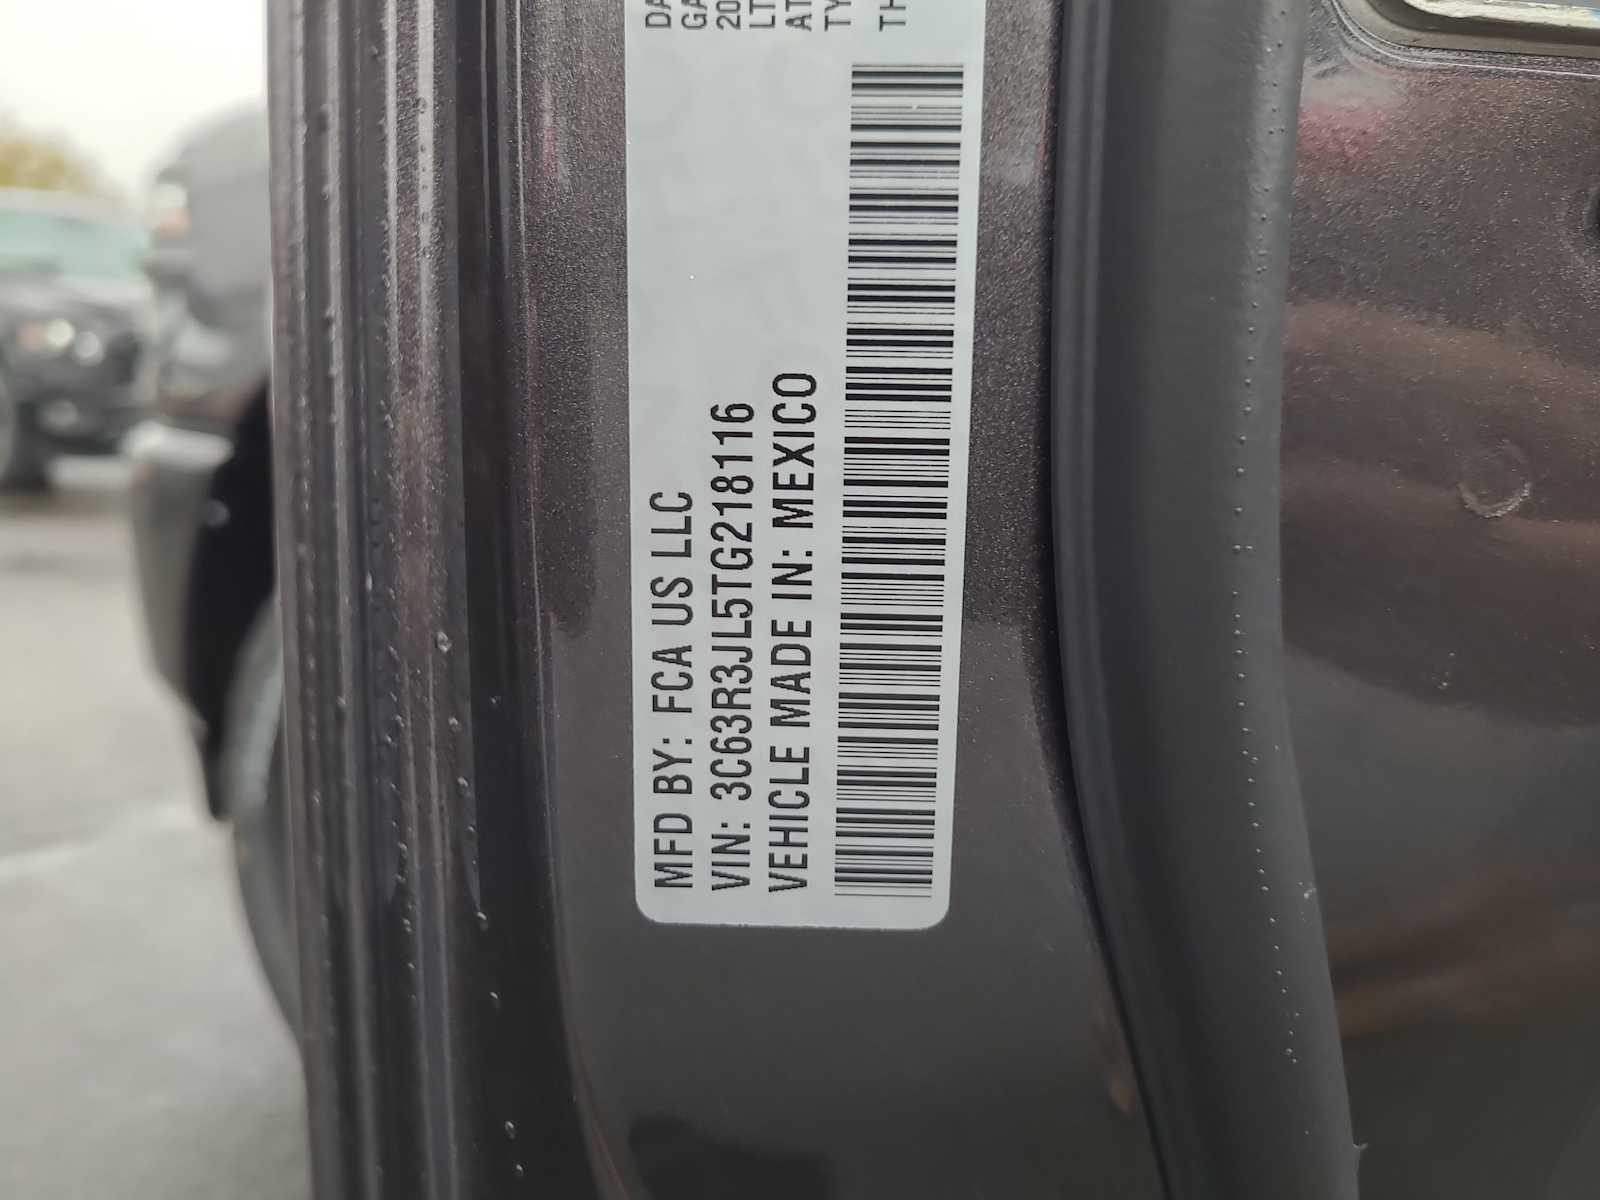 MFD BY: FCA US LLC
VIN: 3C63R3JL5TG218116
VEHICLE MADE IN: MEXICO